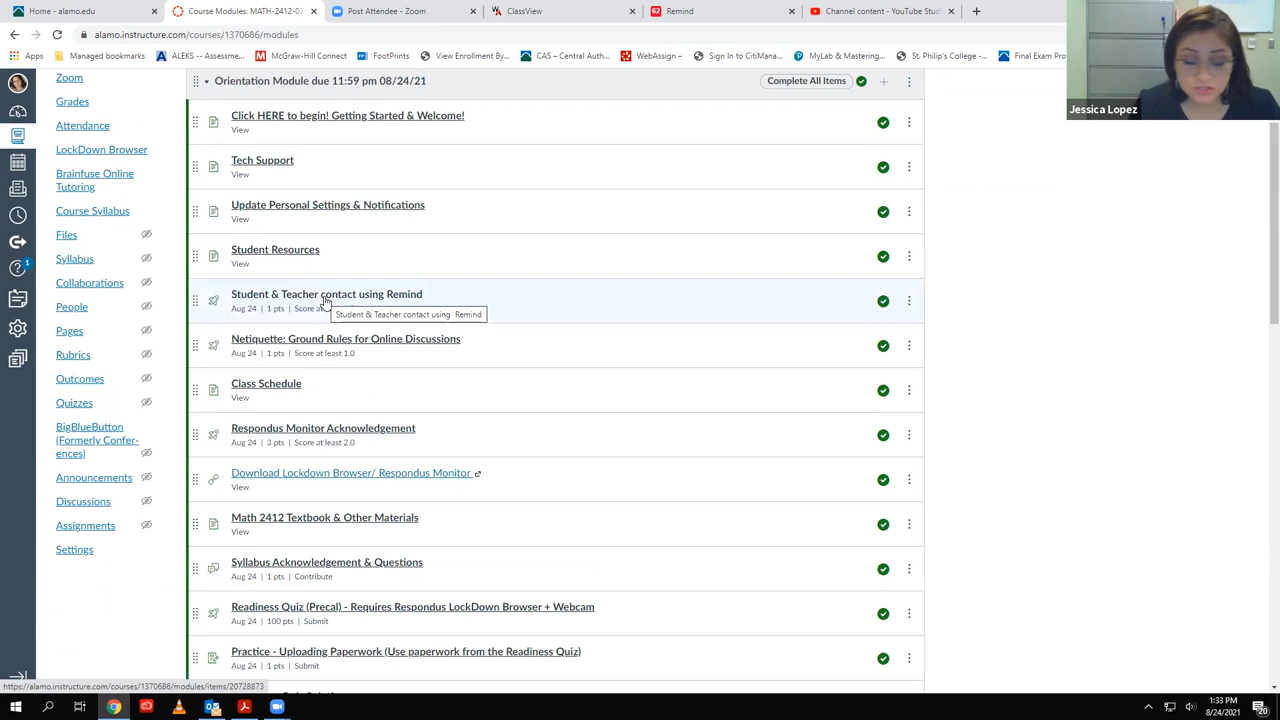 Home - alamo.edu
Course Modules: MATH-2412-02
Post Attendee - Zoom
ClassView
Remind
Channel content - YouTube Stud
alamo.instructure.com/courses/1370686/modules
Apps
Managed bookmarks
ALEKS -- Assessme...
McGraw-Hill Connect
FootPrints
View Enrollment By...
CAS – Central Auth...
WebAssign -
Sign In to CitiMana...
MyLab & Mastering...
St. Philip's College -...
Final Exam Pro
Jessica Lopez
Zoom
Grades
Attendance
LockDown Browser
Brainfuse Online
Tutoring
Course Syllabus
Files
Syllabus
Collaborations
People
Pages
Rubrics
Outcomes
Quizzes
BigBlueButton
(Formerly Confer-
ences)
Announcements
Discussions
Assignments
Settings
1
Orientation Module due 11:59 pm 08/24/21
Complete All Items
Click HERE to begin! Getting Started & Welcome!
View
Tech Support
View
Update Personal Settings & Notifications
View
Student Resources
View
Student & Teacher contact using Remind
Aug 24 | 1 pts | Score a
Student & Teacher contact using Remind
Netiquette: Ground Rules for Online Discussions
Aug 24 | 1 pts | Score at least 1.0
Class Schedule
View
Respondus Monitor Acknowledgement
Aug 24 | 3 pts | Score at least 2.0
Download Lockdown Browser/ Respondus Monitor
View
Math 2412 Textbook & Other Materials
View
Syllabus Acknowledgement & Questions
Aug 24 | 1 pts | Contribute
Readiness Quiz (Precal) - Requires Respondus LockDown Browser + Webcam
Aug 24 | 100 pts | Submit
Practice - Uploading Paperwork (Use paperwork from the Readiness Quiz)
Aug 24 | 1 pts | Submit
https://alamo.instructure.com/courses/1370686/modules/items/20728873
1:33 PM
8/24/2021
20